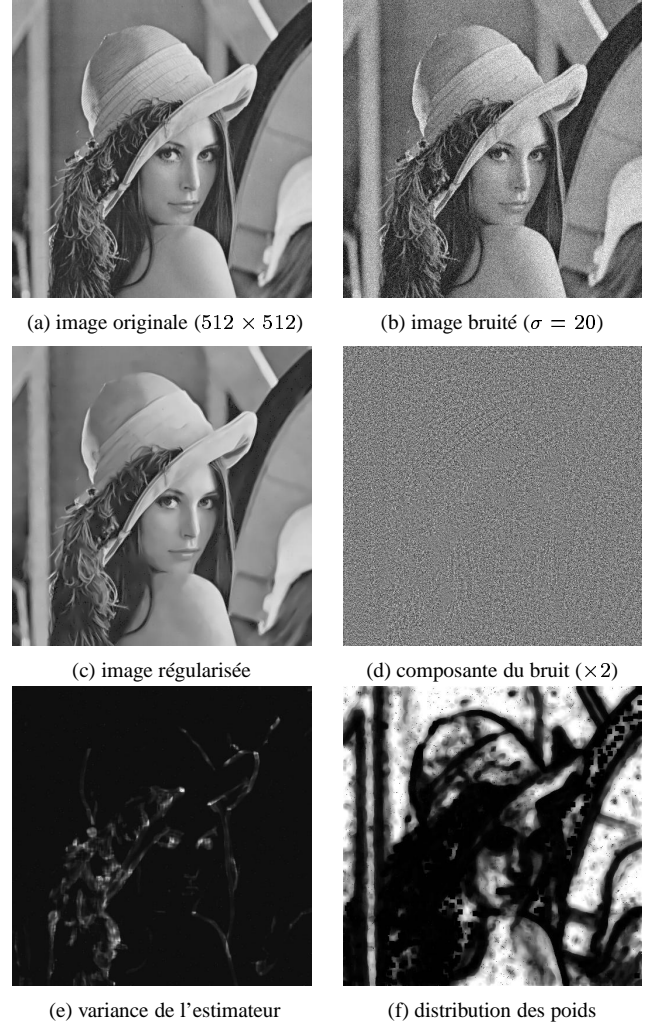 (a) image originale (512 × 512)
(b) image bruité (σ = 20)
(c) image régularisée
(d) composante du bruit (×2)
(e) variance de l'estimateur
(f) distribution des poids